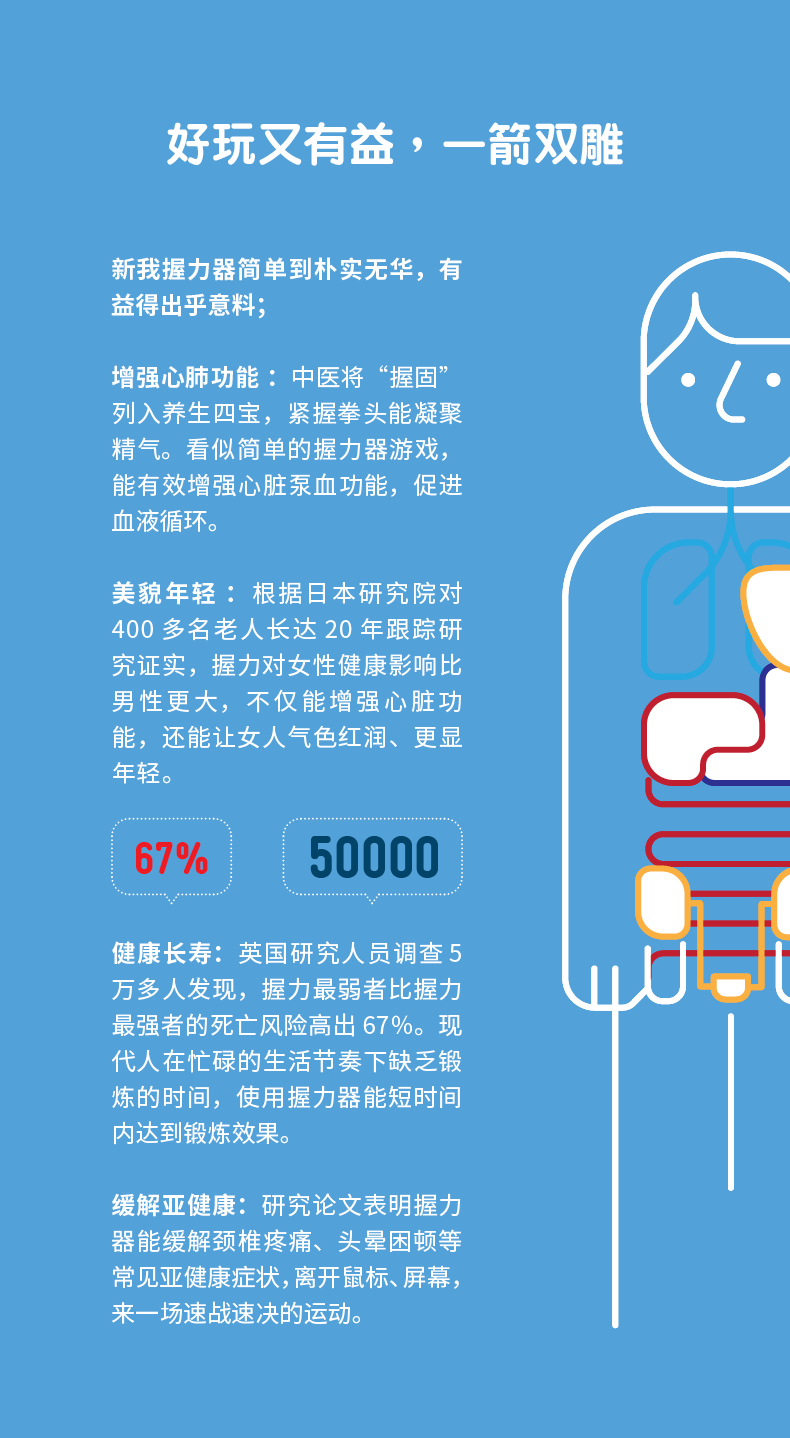 好玩又有益，一箭双雕
新我握力器简单到朴实无华，有
益得出乎意料；
增强心肺功能：中医将“握固”
列入养生四宝，紧握拳头能凝聚
精气。看似简单的握力器游戏，
能有效增强心脏泵血功能，促进
血液循环。
美貌年轻：根据日本研究院对
400 多名老人长达 20 年跟踪研
究证实，握力对女性健康影响比
男性更大，不仅能增强心脏功
能，还能让女人气色红润、更显
年轻。
67%
50000
健康长寿：英国研究人员调查 5
万多人发现，握力最弱者比握力
最强者的死亡风险高出 67%。现
代人在忙碌的生活节奏下缺乏锻
炼的时间，使用握力器能短时间
内达到锻炼效果。
缓解亚健康：研究论文表明握力
器能缓解颈椎疼痛、头晕困顿等
常见亚健康症状，离开鼠标、屏幕，
来一场速战速决的运动。